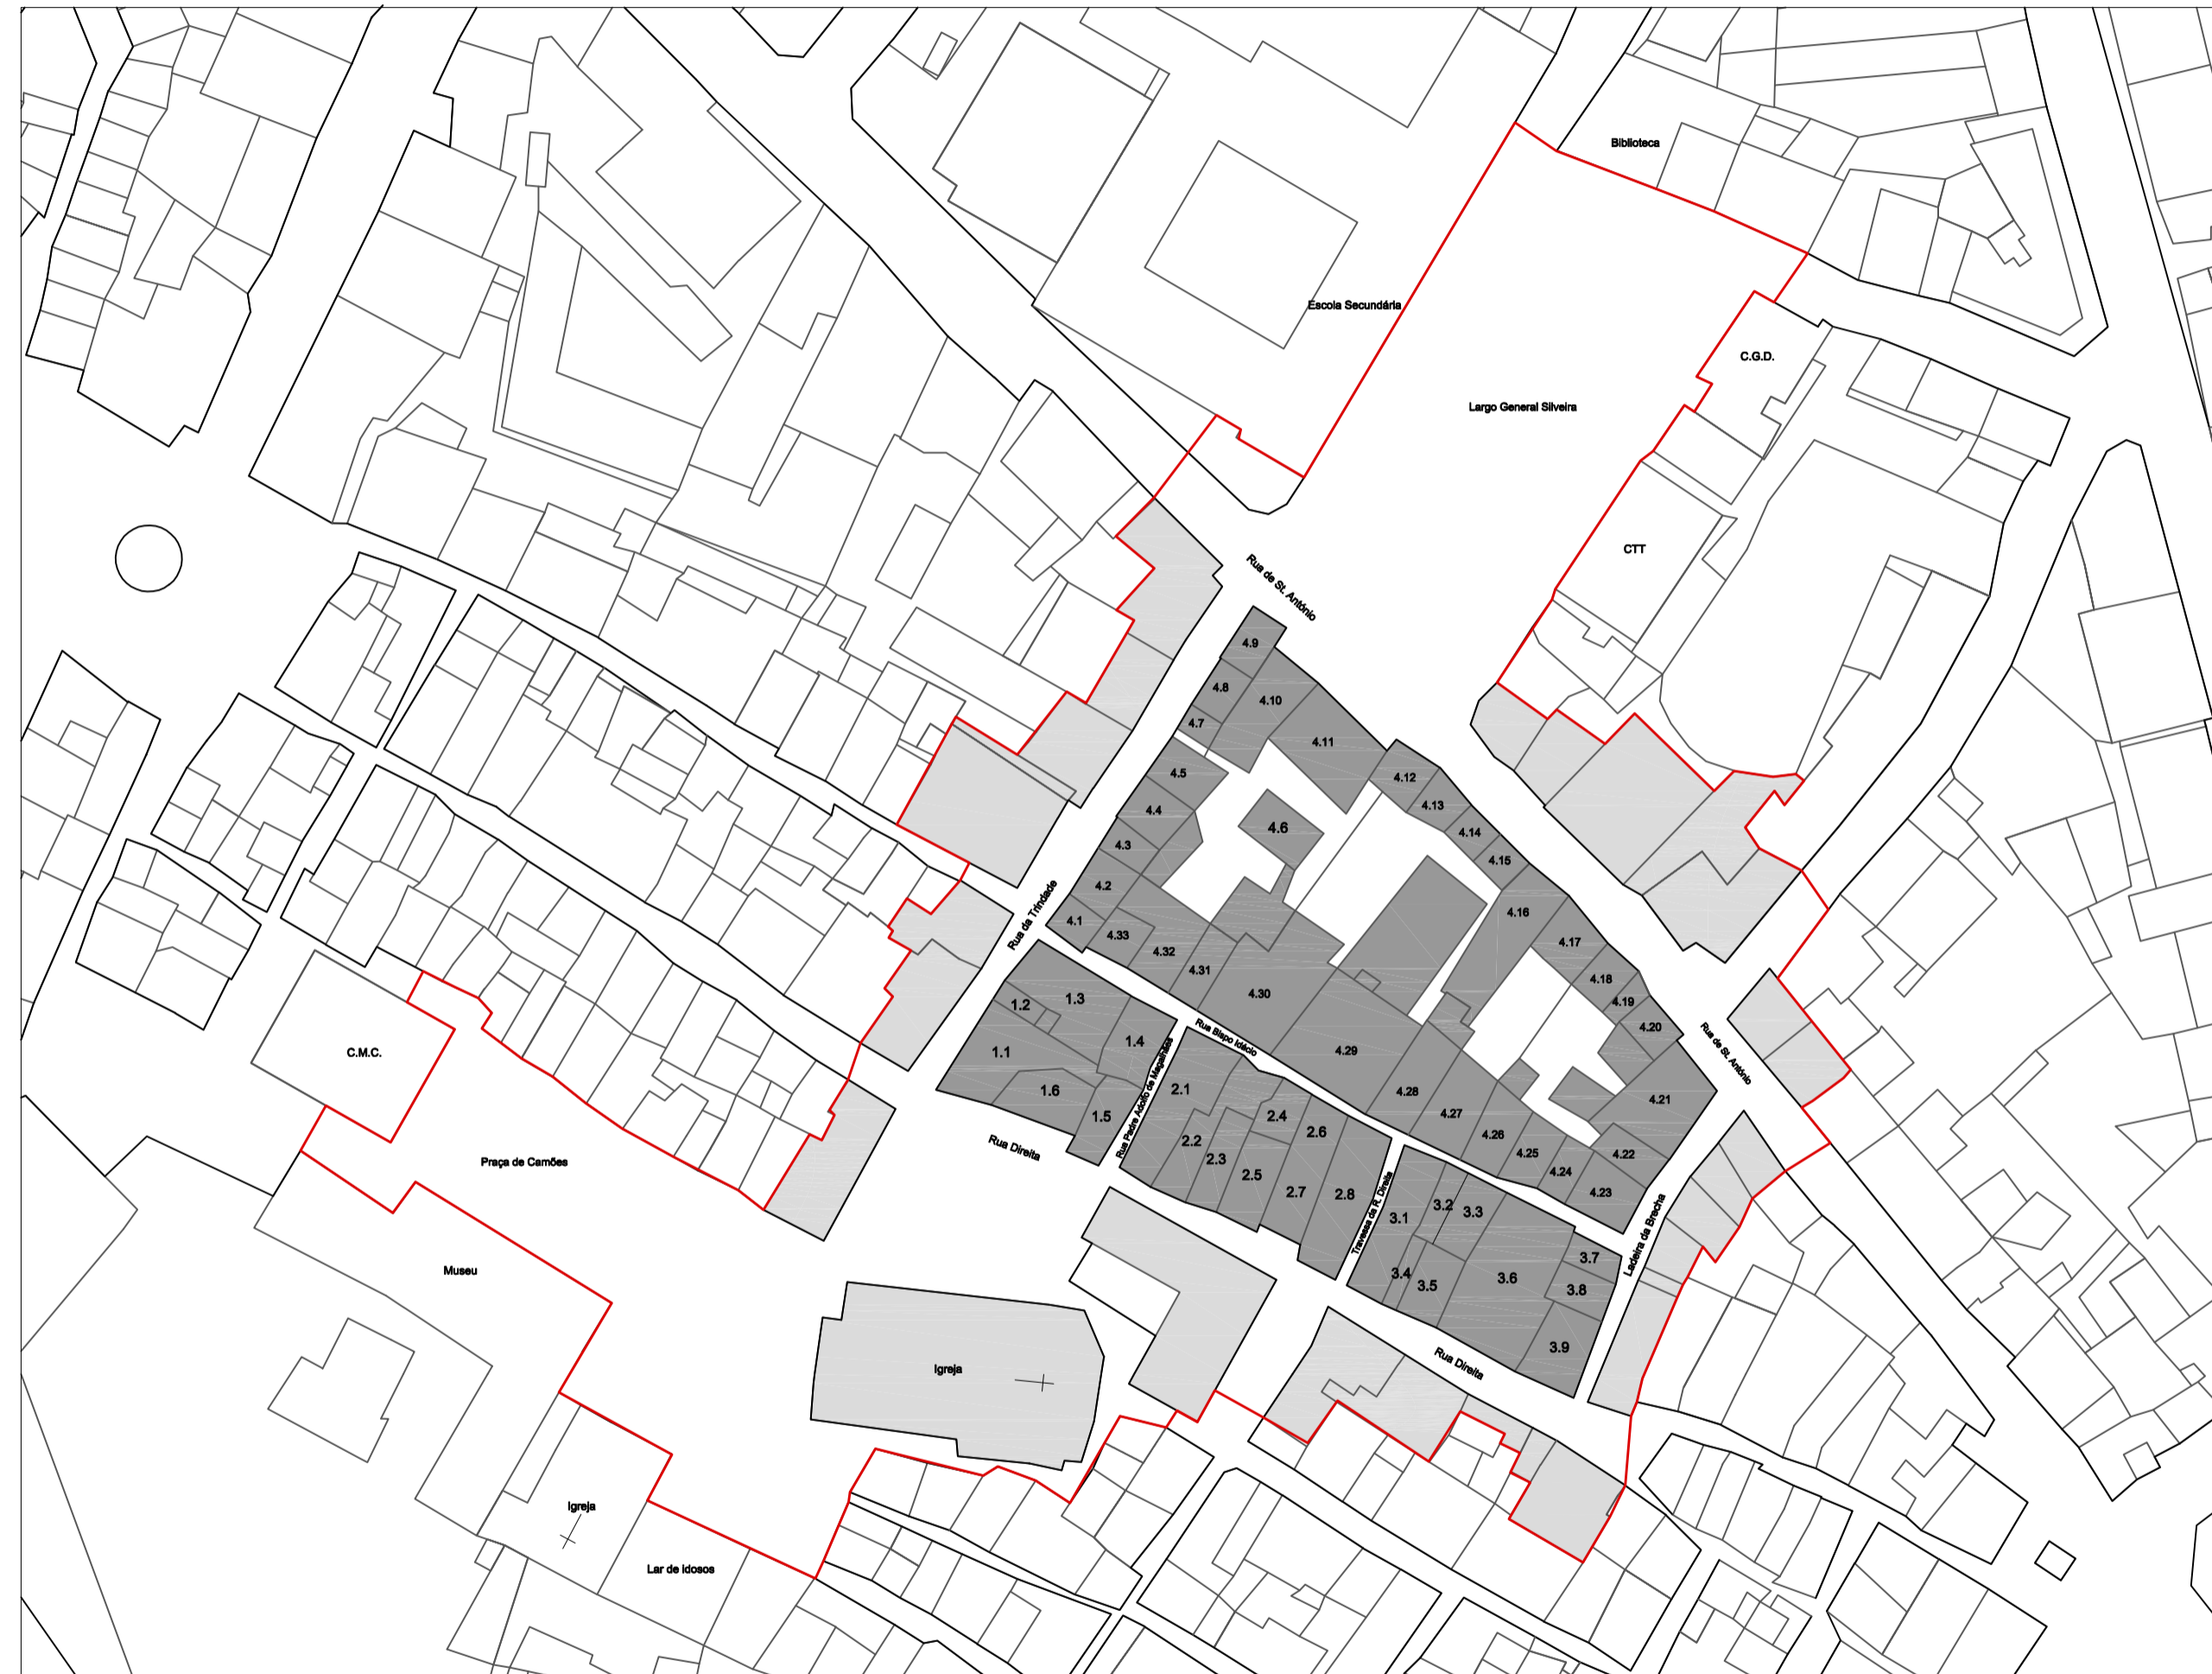 Biblioteca
Escola Secundária
C.G.D.
Largo General Silveira
CTT
Rua de St. António
4.9
4.8
4.10
4.7
4.11
4.5
4.12
4.4
4.13
4.6
4.14
4.3
4.15
4.2
4.16
4.1
4.33
4.17
4.32
4.31
4.18
4.30
4.19
4.20
Rua da Trindade
1.2
1.3
1.4
1.1
1.6
1.5
Rua Bispo Idácio
Rua Padre Adolfo de Magalhães
Rua de St. António
4.29
4.28
4.27
4.26
4.25
4.24
4.23
4.22
4.21
C.M.C.
2.1
2.2
2.3
2.4
2.5
2.6
2.7
2.8
Rua Direita
Praça de Camões
Travessa da R. Direita
3.1
3.2
3.3
3.4
3.5
3.6
3.7
3.8
3.9
Ladeira da Brecha
Museu
Igreja
Rua Direita
Igreja
Lar de idosos